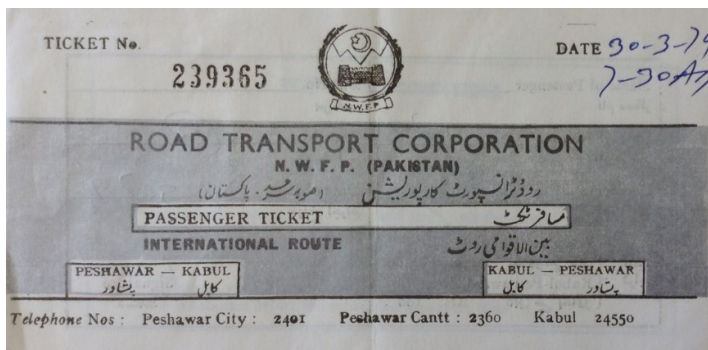 TICKET No.
239365
N.W.F.P
DATE 30-3-74
7-30AM
ROAD TRANSPORT CORPORATION
N. W. F. P. (PAKISTAN)
روڈ ٹرانسپورٹ کارپوریشن (صوبہ سرحد۔ پاکستان)
PASSENGER TICKET مسافر ٹکٹ
INTERNATIONAL ROUTE بین الاقوامی روٹ
PESHAWAR — KABUL
پشاور کابل
KABUL — PESHAWAR
کابل پشاور
Telephone Nos : Peshawar City : 2401 Peshawar Cantt : 2360 Kabul 24550